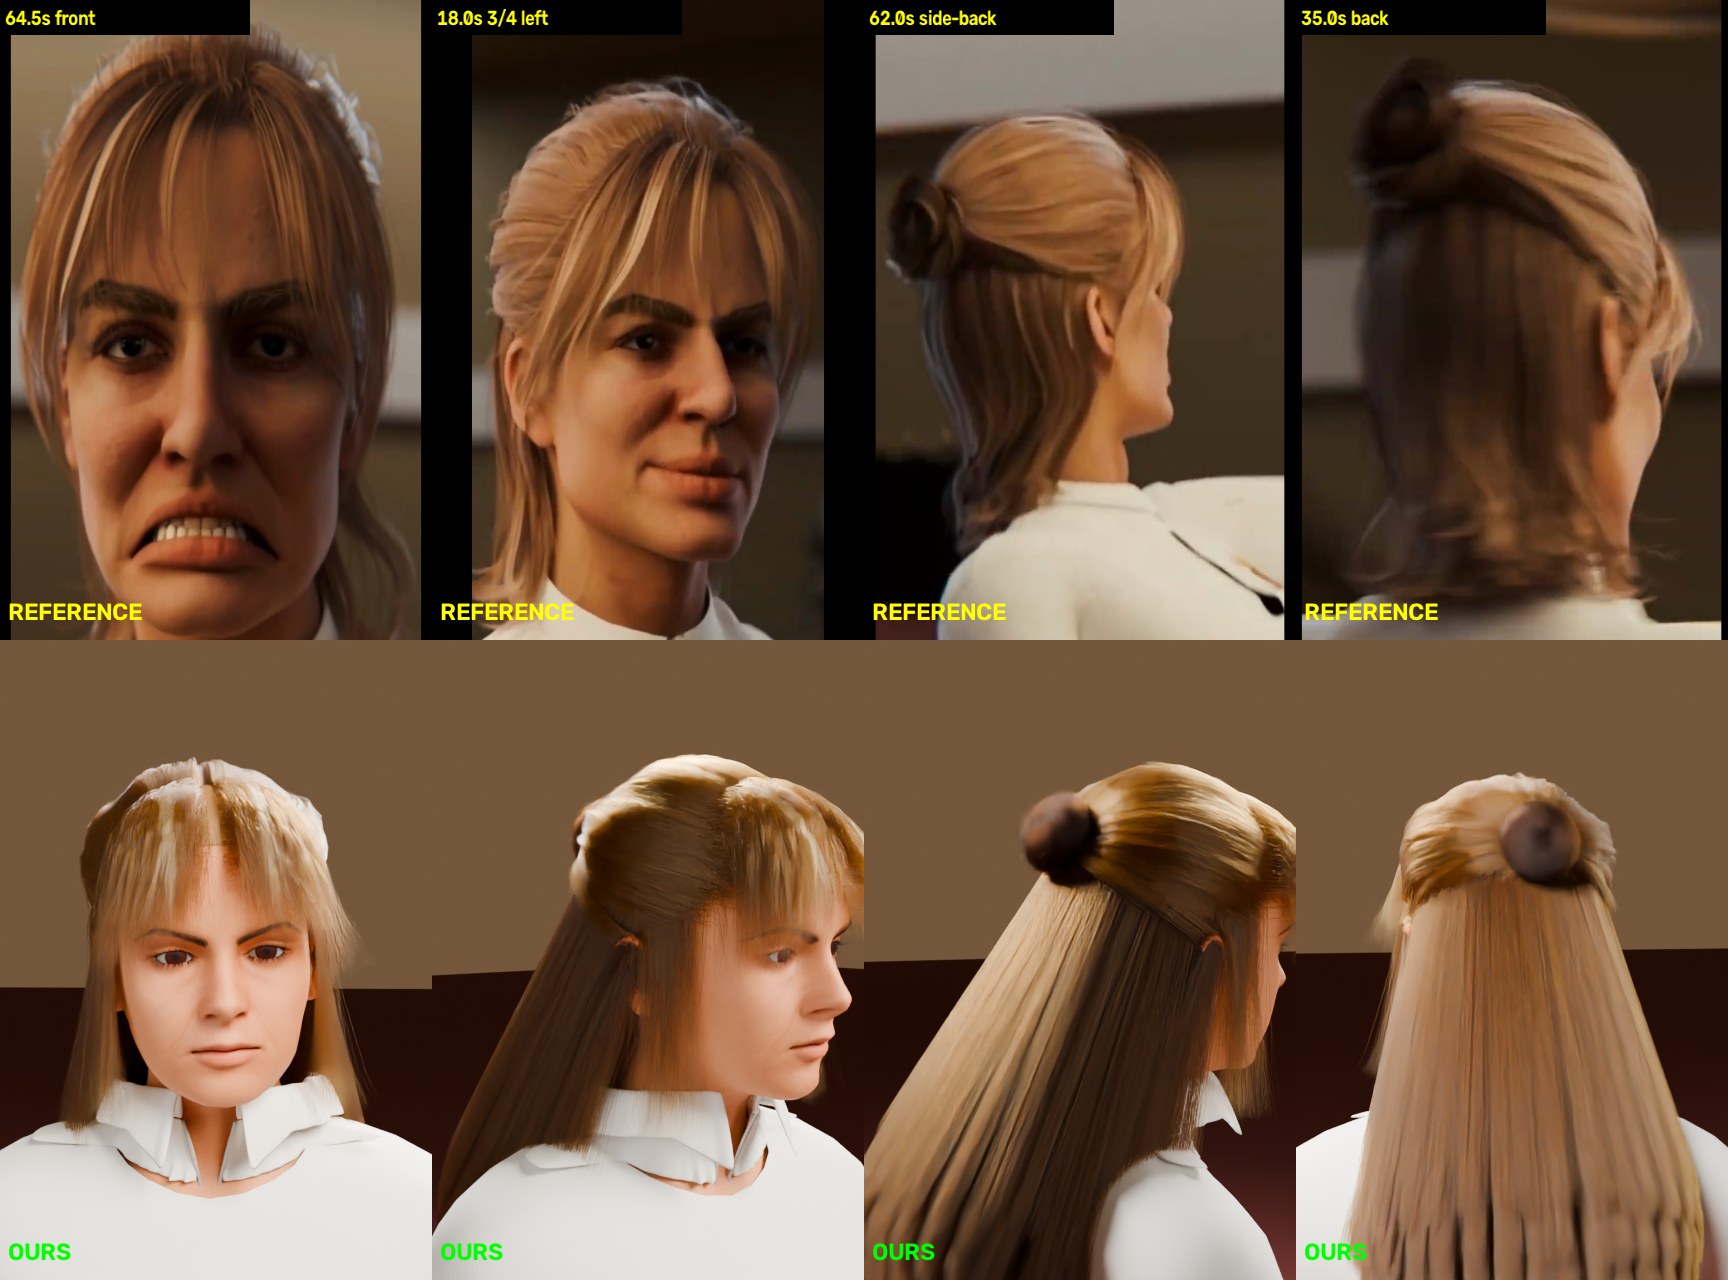 64.5s front
18.0s 3/4 left
62.0s side-back
35.0s back
REFERENCE
REFERENCE
REFERENCE
REFERENCE
OURS
OURS
OURS
OURS